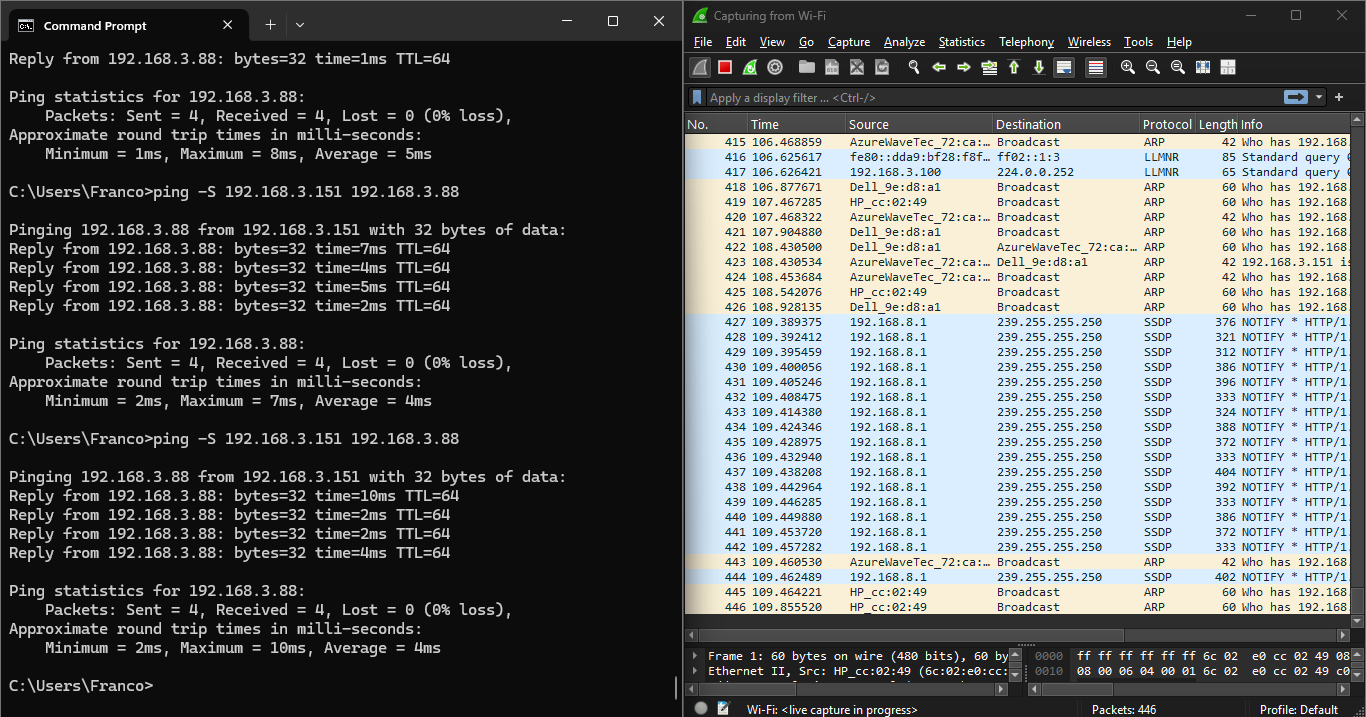 Command Prompt
Reply from 192.168.3.88: bytes=32 time=1ms TTL=64
Ping statistics for 192.168.3.88:
Packets: Sent = 4, Received = 4, Lost = 0 (0% loss),
Approximate round trip times in milli-seconds:
Minimum = 1ms, Maximum = 8ms, Average = 5ms
C:\Users\Franco>ping -S 192.168.3.151 192.168.3.88
Pinging 192.168.3.88 from 192.168.3.151 with 32 bytes of data:
Reply from 192.168.3.88: bytes=32 time=7ms TTL=64
Reply from 192.168.3.88: bytes=32 time=4ms TTL=64
Reply from 192.168.3.88: bytes=32 time=5ms TTL=64
Reply from 192.168.3.88: bytes=32 time=2ms TTL=64
Ping statistics for 192.168.3.88:
Packets: Sent = 4, Received = 4, Lost = 0 (0% loss),
Approximate round trip times in milli-seconds:
Minimum = 2ms, Maximum = 7ms, Average = 4ms
C:\Users\Franco>ping -S 192.168.3.151 192.168.3.88
Pinging 192.168.3.88 from 192.168.3.151 with 32 bytes of data:
Reply from 192.168.3.88: bytes=32 time=10ms TTL=64
Reply from 192.168.3.88: bytes=32 time=2ms TTL=64
Reply from 192.168.3.88: bytes=32 time=2ms TTL=64
Reply from 192.168.3.88: bytes=32 time=4ms TTL=64
Ping statistics for 192.168.3.88:
Packets: Sent = 4, Received = 4, Lost = 0 (0% loss),
Approximate round trip times in milli-seconds:
Minimum = 2ms, Maximum = 10ms, Average = 4ms
C:\Users\Franco>
Capturing from Wi-Fi
File Edit View Go Capture Analyze Statistics Telephony Wireless Tools Help
Apply a display filter ... <Ctrl-/>
No. Time Source Destination Protocol Length Info
415 106.468859 AzureWaveTec_72:ca:… Broadcast ARP 42 Who has 192.168.
416 106.625617 fe80::dda9:bf28:f8f… ff02::1:3 LLMNR 85 Standard query
417 106.626421 192.168.3.100 224.0.0.252 LLMNR 65 Standard query
418 106.877671 Dell_9e:d8:a1 Broadcast ARP 60 Who has 192.168.
419 107.467285 HP_cc:02:49 Broadcast ARP 60 Who has 192.168.
420 107.468322 AzureWaveTec_72:ca:… Broadcast ARP 42 Who has 192.168.
421 107.904880 Dell_9e:d8:a1 Broadcast ARP 60 Who has 192.168.
422 108.430500 Dell_9e:d8:a1 AzureWaveTec_72:ca:… ARP 60 Who has 192.168.
423 108.430534 AzureWaveTec_72:ca:… Dell_9e:d8:a1 ARP 42 192.168.3.151 is
424 108.453684 AzureWaveTec_72:ca:… Broadcast ARP 42 Who has 192.168.
425 108.542076 HP_cc:02:49 Broadcast ARP 60 Who has 192.168.
426 108.928135 Dell_9e:d8:a1 Broadcast ARP 60 Who has 192.168.
427 109.389375 192.168.8.1 239.255.255.250 SSDP 376 NOTIFY * HTTP/1.
428 109.392412 192.168.8.1 239.255.255.250 SSDP 321 NOTIFY * HTTP/1.
429 109.395459 192.168.8.1 239.255.255.250 SSDP 312 NOTIFY * HTTP/1.
430 109.400056 192.168.8.1 239.255.255.250 SSDP 386 NOTIFY * HTTP/1.
431 109.405246 192.168.8.1 239.255.255.250 SSDP 396 NOTIFY * HTTP/1.
432 109.408475 192.168.8.1 239.255.255.250 SSDP 333 NOTIFY * HTTP/1.
433 109.414380 192.168.8.1 239.255.255.250 SSDP 324 NOTIFY * HTTP/1.
434 109.424346 192.168.8.1 239.255.255.250 SSDP 388 NOTIFY * HTTP/1.
435 109.428975 192.168.8.1 239.255.255.250 SSDP 372 NOTIFY * HTTP/1.
436 109.432940 192.168.8.1 239.255.255.250 SSDP 333 NOTIFY * HTTP/1.
437 109.438208 192.168.8.1 239.255.255.250 SSDP 404 NOTIFY * HTTP/1.
438 109.442964 192.168.8.1 239.255.255.250 SSDP 392 NOTIFY * HTTP/1.
439 109.446285 192.168.8.1 239.255.255.250 SSDP 333 NOTIFY * HTTP/1.
440 109.449880 192.168.8.1 239.255.255.250 SSDP 386 NOTIFY * HTTP/1.
441 109.453720 192.168.8.1 239.255.255.250 SSDP 372 NOTIFY * HTTP/1.
442 109.457282 192.168.8.1 239.255.255.250 SSDP 333 NOTIFY * HTTP/1.
443 109.460530 AzureWaveTec_72:ca:… Broadcast ARP 42 Who has 192.168.
444 109.462489 192.168.8.1 239.255.255.250 SSDP 402 NOTIFY * HTTP/1.
445 109.464221 HP_cc:02:49 Broadcast ARP 60 Who has 192.168.
446 109.855520 HP_cc:02:49 Broadcast ARP 60 Who has 192.168.
Frame 1: 60 bytes on wire (480 bits), 60 by
Ethernet II, Src: HP_cc:02:49 (6c:02:e0:cc:
0000 ff ff ff ff ff ff 6c 02 e0 cc 02 49 08
0010 08 00 06 04 00 01 6c 02 e0 cc 02 49 c0
Wi-Fi: <live capture in progress>
Packets: 446
Profile: Default